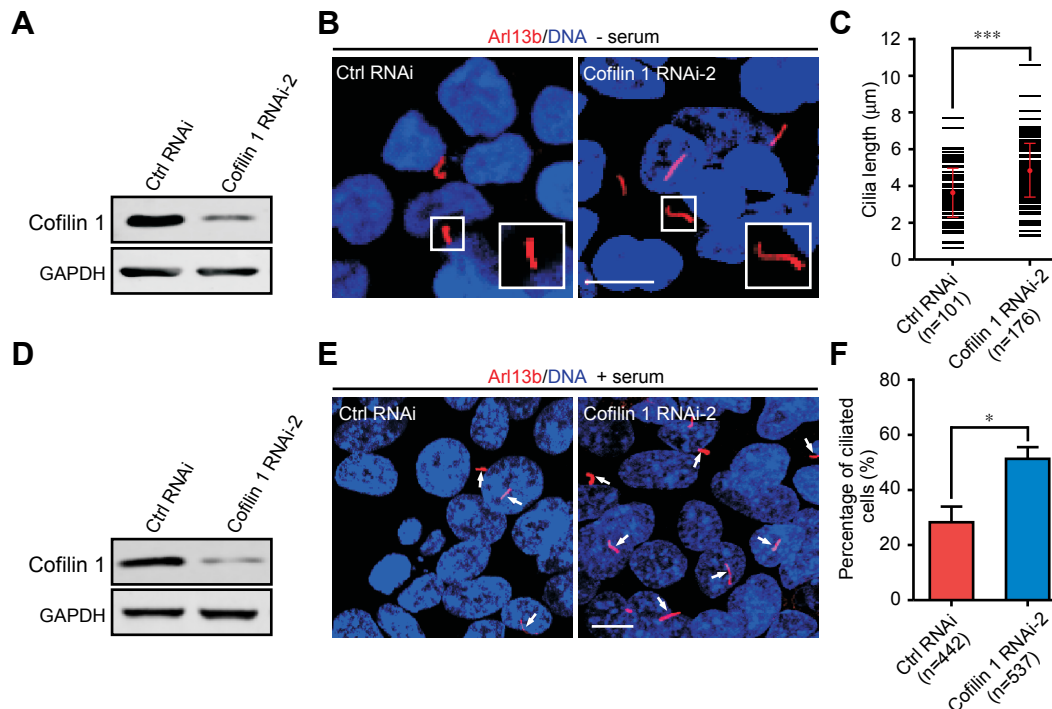 A
Ctrl RNAi
Cofilin 1 RNAi-2
Cofilin 1
GAPDH
B
Arl13b/DNA - serum
Ctrl RNAi
Cofilin 1 RNAi-2
C
***
Cilia length (μm)
12
10
8
6
4
2
0
Ctrl RNAi
(n=101)
Cofilin 1 RNAi-2
(n=176)
D
Ctrl RNAi
Cofilin 1 RNAi-2
Cofilin 1
GAPDH
E
Arl13b/DNA + serum
Ctrl RNAi
Cofilin 1 RNAi-2
F
*
Percentage of ciliated
cells (%)
80
60
40
20
0
Ctrl RNAi
(n=442)
Cofilin 1 RNAi-2
(n=537)